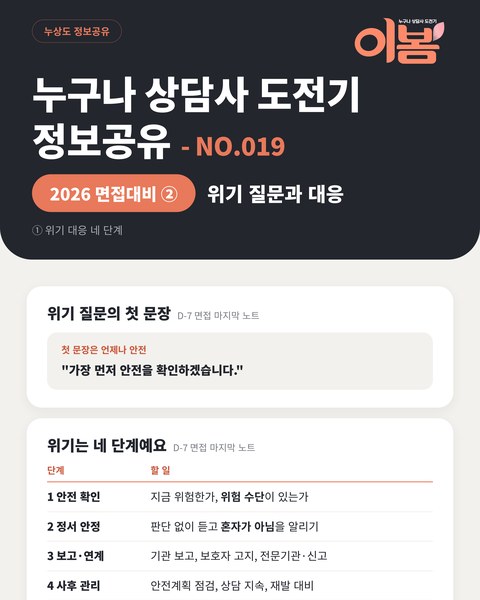 누상도 정보공유
누구나 상담사 도전기
이봄
누구나 상담사 도전기
정보공유 - NO.019
2026 면접대비 ② 위기 질문과 대응
① 위기 대응 네 단계
위기 질문의 첫 문장 D-7 면접 마지막 노트
첫 문장은 언제나 안전
"가장 먼저 안전을 확인하겠습니다."
위기는 네 단계예요 D-7 면접 마지막 노트
단계 할 일
1 안전 확인 지금 위험한가, 위험 수단이 있는가
2 정서 안정 판단 없이 듣고 혼자가 아님을 알리기
3 보고·연계 기관 보고, 보호자 고지, 전문기관·신고
4 사후 관리 안전계획 점검, 상담 지속, 재발 대비